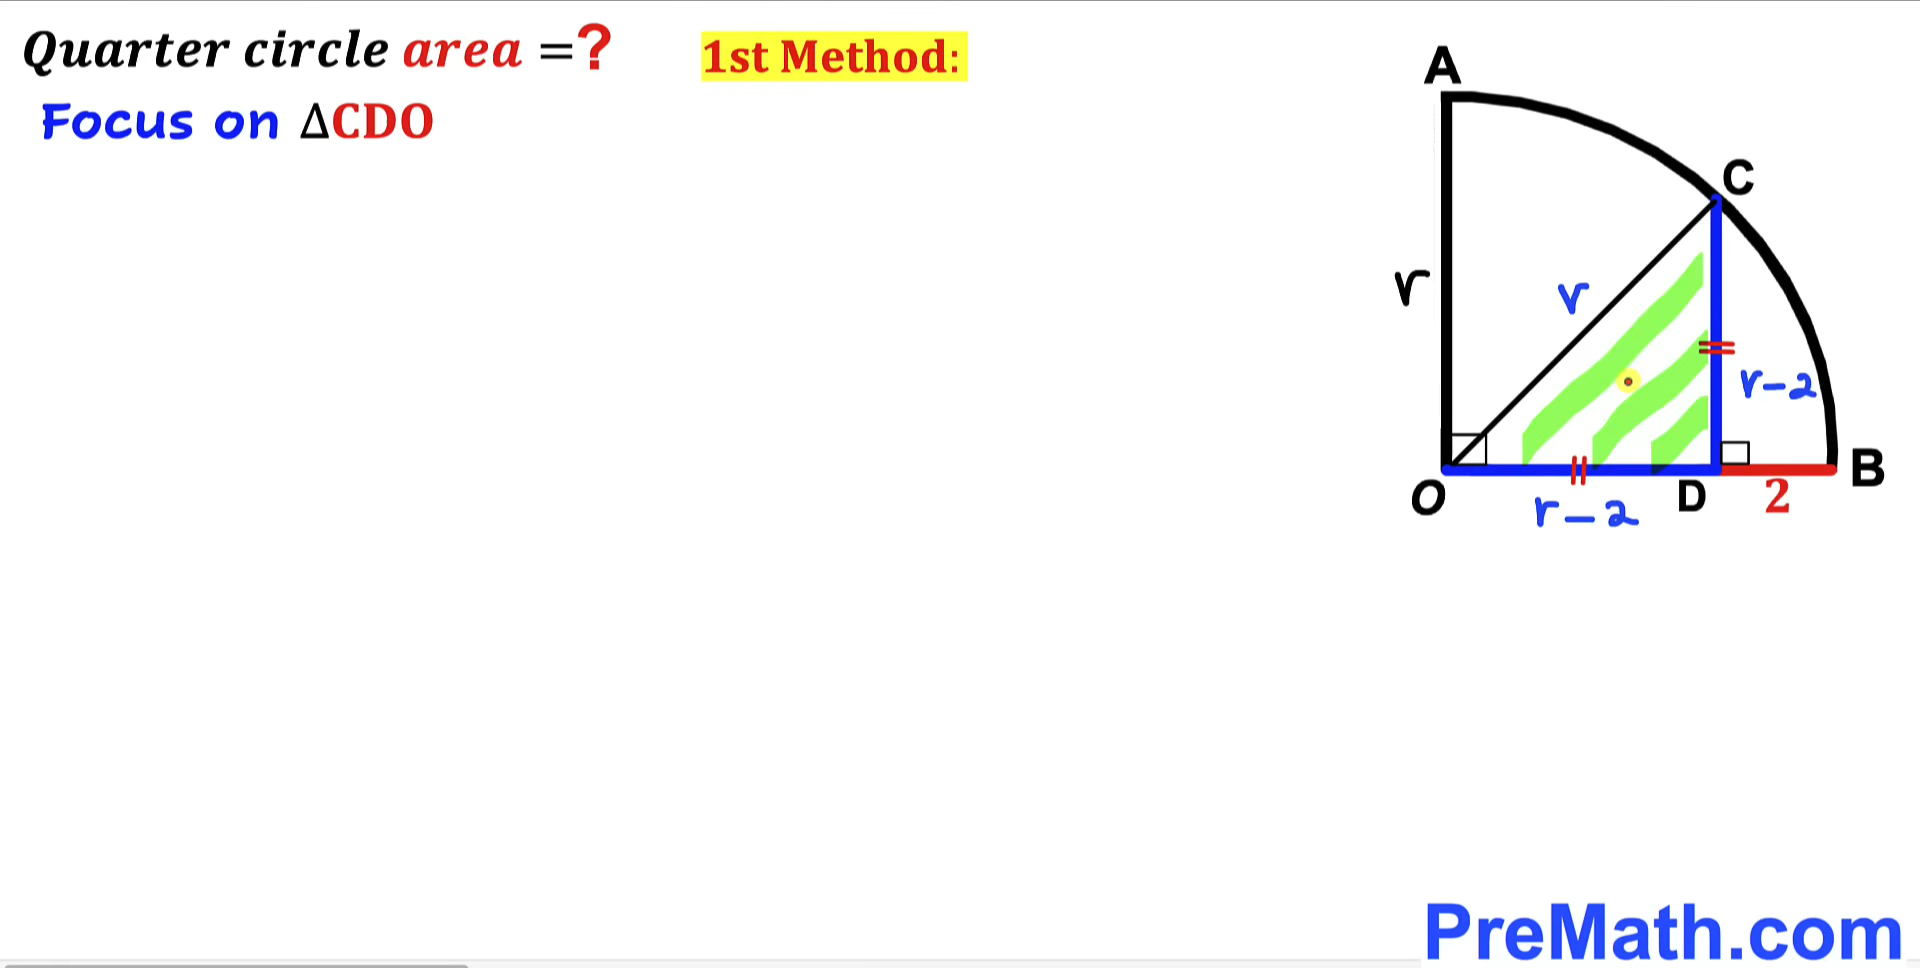 Quarter circle area =?
1st Method:
Focus on ΔCDO
A
C
r
r
r-2
O
r-2
D
2
B
PreMath.com